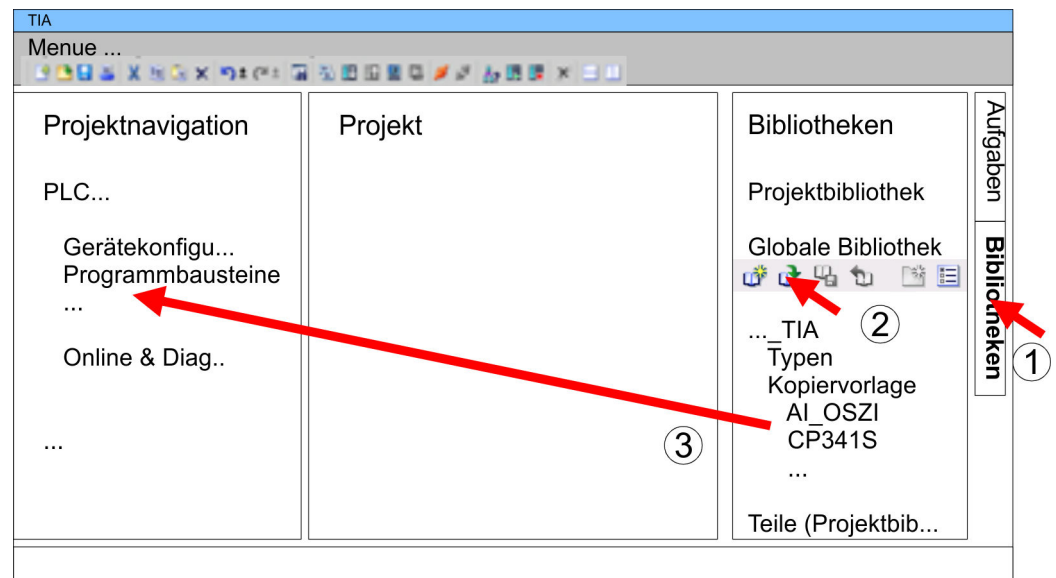 TIA
Menue ...
Projektnavigation
PLC...
Gerätekonfigu...
Programmbausteine
...
Online & Diag..
...
Projekt
3
Bibliotheken
Projektbibliothek
Globale Bibliothek
2
..._TIA
Typen
Kopiervorlage
AI_OSZI
CP341S
...
Teile (Projektbib...
Aufgaben
Bibliotheken
1